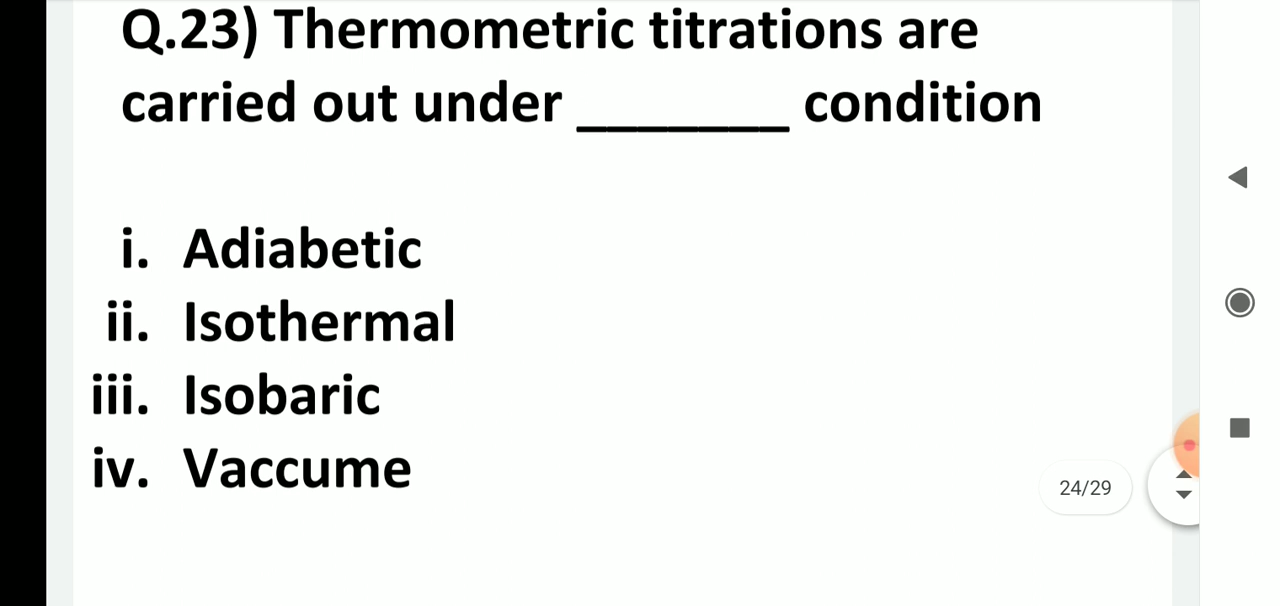 Q.23) Thermometric titrations are
carried out under _______ condition
i. Adiabetic
ii. Isothermal
iii. Isobaric
iv. Vaccume
24/29